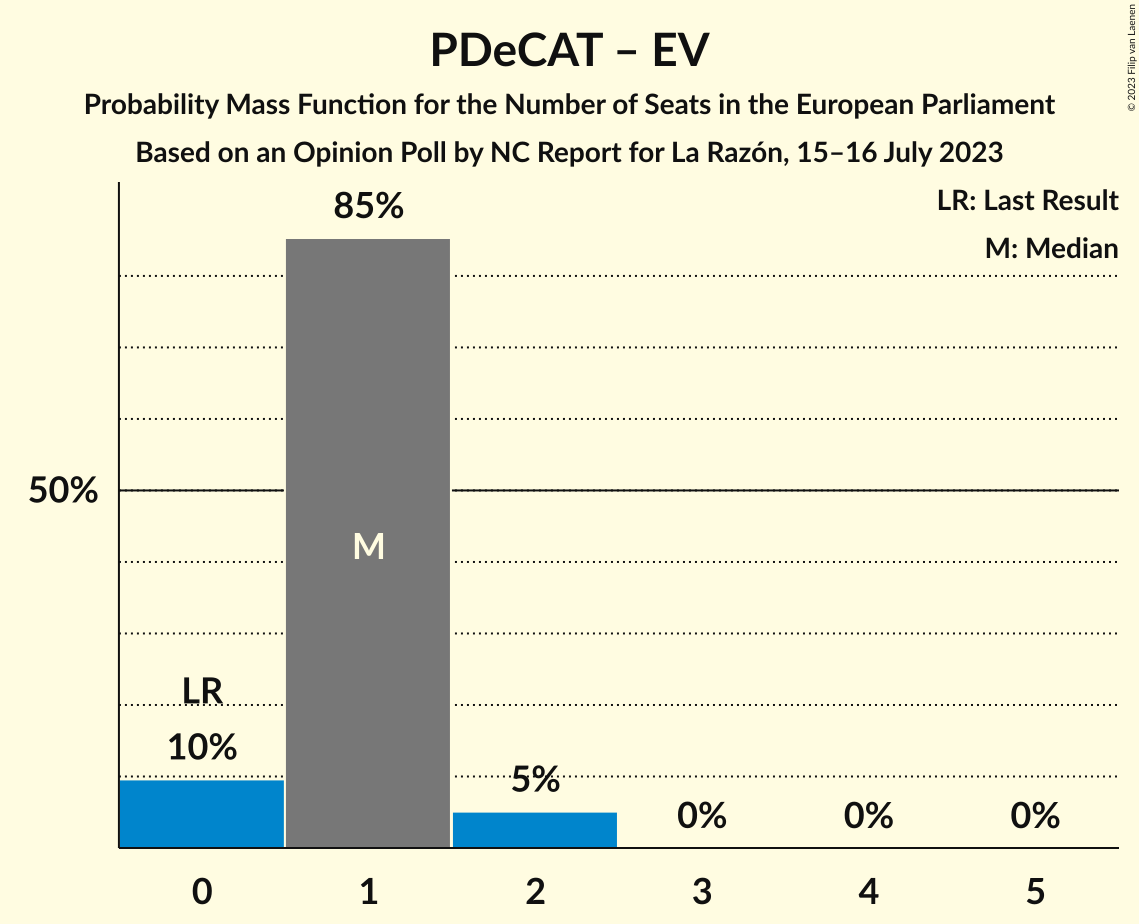 PDeCAT – EV
Probability Mass Function for the Number of Seats in the European Parliament
Based on an Opinion Poll by NC Report for La Razón, 15–16 July 2023
© 2023 Filip van Laenen
LR: Last Result
M: Median
85%
50%
M
LR
10%
5%
0%
0%
0%
0
1
2
3
4
5